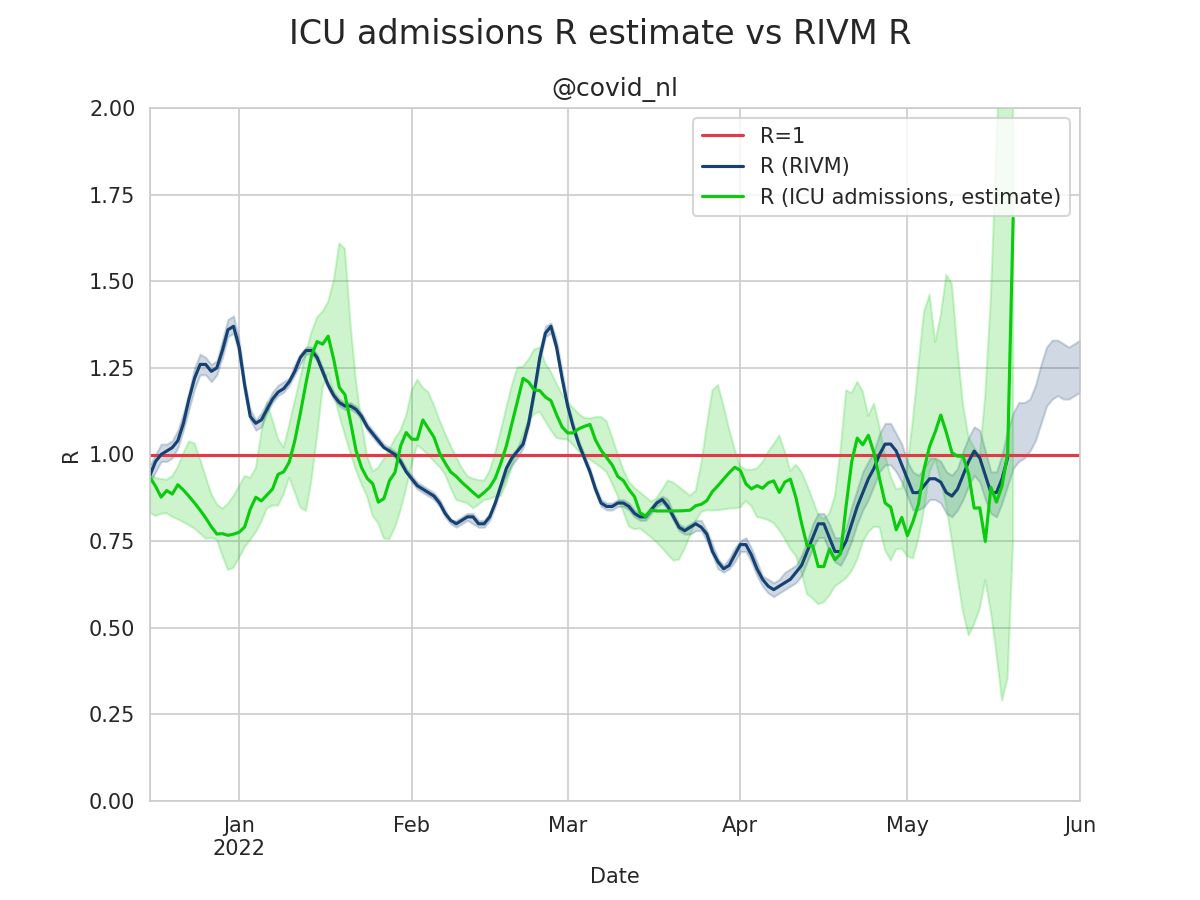 ICU admissions R estimate vs RIVM R
@covid_nl
R=1
R (RIVM)
R (ICU admissions, estimate)
2.00
1.75
1.50
1.25
1.00
0.75
0.50
0.25
0.00
R
Jan Feb Mar Apr May Jun
2022
Date